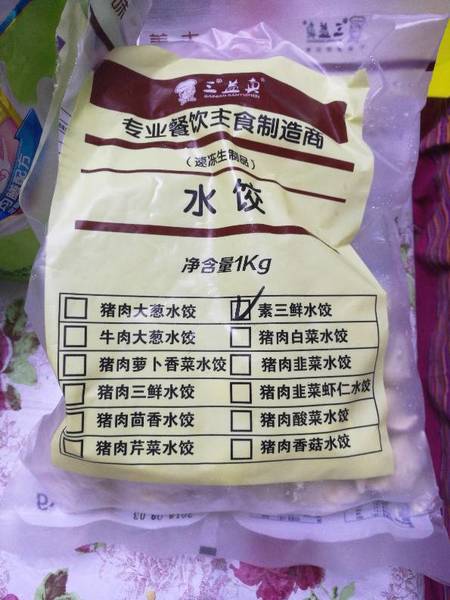 三益真
专业餐饮主食制造商
(速冻生制品)
水饺
净含量1Kg
猪肉大葱水饺
素三鲜水饺
牛肉大葱水饺
猪肉白菜水饺
猪肉萝卜香菜水饺
猪肉韭菜水饺
猪肉三鲜水饺
猪肉韭菜虾仁水饺
猪肉茴香水饺
猪肉酸菜水饺
猪肉芹菜水饺
猪肉香菇水饺